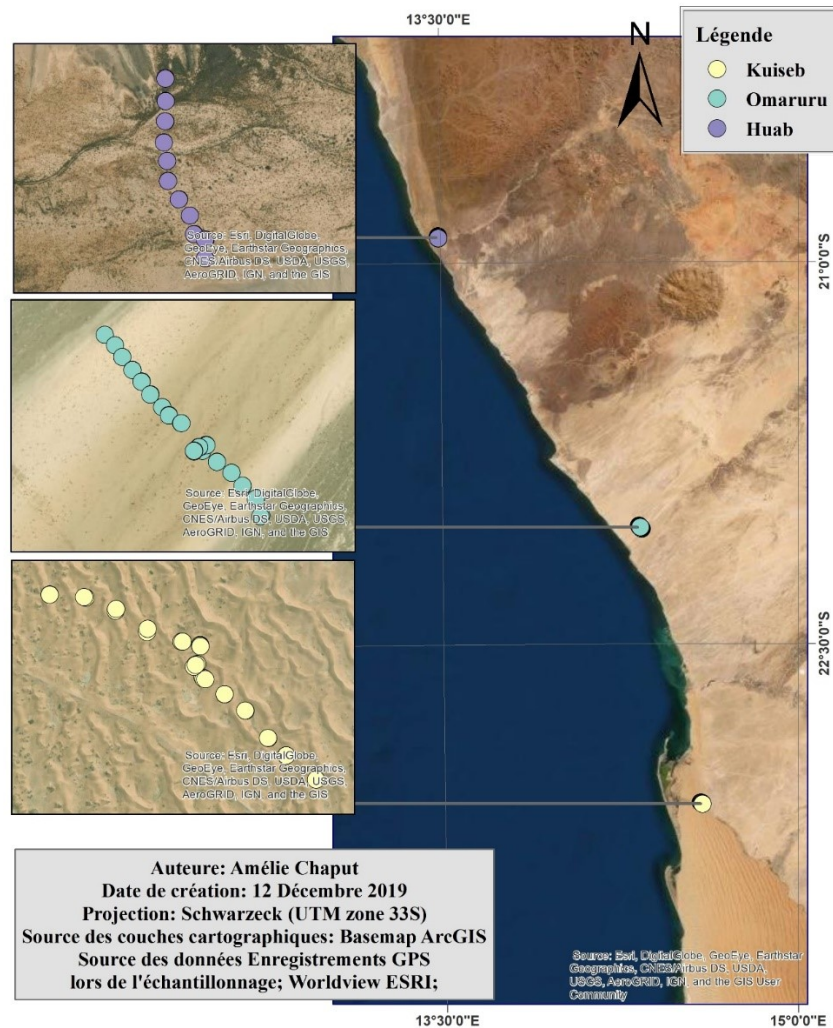 13°30'0"E
N
Légende
Kuiseb
Omaruru
Huab
Source: Esri, DigitalGlobe,
GeoEye, Earthstar Geographics,
CNES/Airbus DS, USDA, USGS,
AeroGRID, IGN, and the GIS
21°0'0"S
Source: Esri, DigitalGlobe,
GeoEye, Earthstar Geographics,
CNES/Airbus DS, USDA, USGS,
AeroGRID, IGN, and the GIS
22°30'0"S
Source: Esri, DigitalGlobe,
GeoEye, Earthstar Geographics,
CNES/Airbus DS, USDA, USGS,
AeroGRID, IGN, and the GIS
Auteure: Amélie Chaput
Date de création: 12 Décembre 2019
Projection: Schwarzeck (UTM zone 33S)
Source des couches cartographiques: Basemap ArcGIS
Source des données Enregistrements GPS
lors de l'échantillonnage; Worldview ESRI;
Source: Esri, DigitalGlobe, GeoEye, Earthstar
Geographics, CNES/Airbus DS, USDA,
USGS, AeroGRID, IGN, and the GIS User
Community
13°30'0"E
15°0'0"E